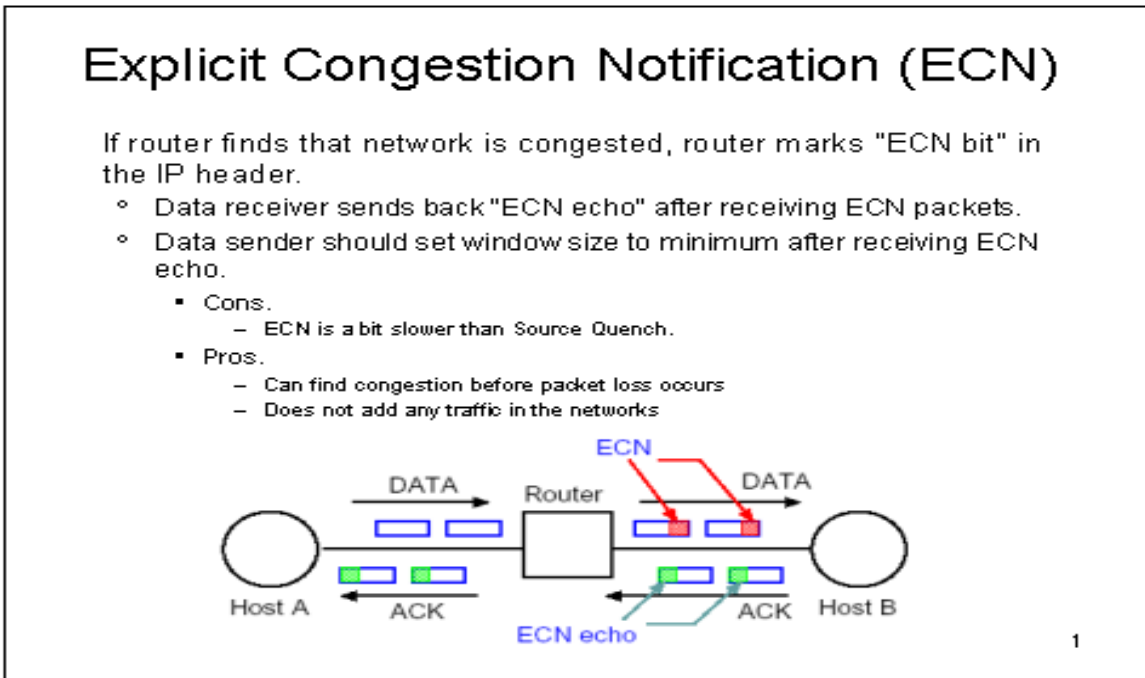 Explicit Congestion Notification (ECN)
If router finds that network is congested, router marks "ECN bit" in
the IP header.
° Data receiver sends back "ECN echo" after receiving ECN packets.
° Data sender should set window size to minimum after receiving ECN
echo.
▪ Cons.
– ECN is a bit slower than Source Quench.
▪ Pros.
– Can find congestion before packet loss occurs
– Does not add any traffic in the networks
ECN
DATA
Router
DATA
Host A
ACK
ACK
Host B
ECN echo
1